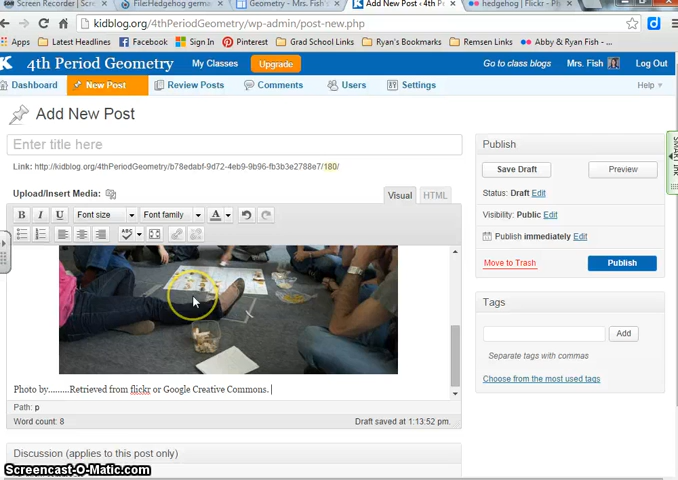 Screen Recorder | S
File:Hedgehog german
Geometry - Mrs. Fish's
Add New Post ‹ 4th P
hedgehog | Flickr - Ph
kidblog.org/4thPeriodGeometry/wp-admin/post-new.php
Apps
Latest Headlines
Facebook
Sign In
Pinterest
Grad School Links
Ryan's Bookmarks
Remsen Links
Abby & Ryan Fish - ...
4th Period Geometry
My Classes
Upgrade
Go to class blogs
Mrs. Fish
Log Out
Dashboard
New Post
Review Posts
Comments
Users
Settings
Help
Add New Post
Enter title here
Link: http://kidblog.org/4thPeriodGeometry/b78edabf-9d72-4eb9-9b96-fb3b3e2788e7/180/
Upload/Insert Media:
Visual
HTML
B I U Font size Font family A
ABC
Photo by.........Retrieved from flickr or Google Creative Commons.
Path: p
Word count: 8
Draft saved at 1:13:52 pm.
Discussion (applies to this post only)
Publish
Save Draft
Preview
Status: Draft Edit
Visibility: Public Edit
Publish immediately Edit
Move to Trash
Publish
Tags
Add
Separate tags with commas
Choose from the most used tags
SMART Ink
Screencast-O-Matic.com